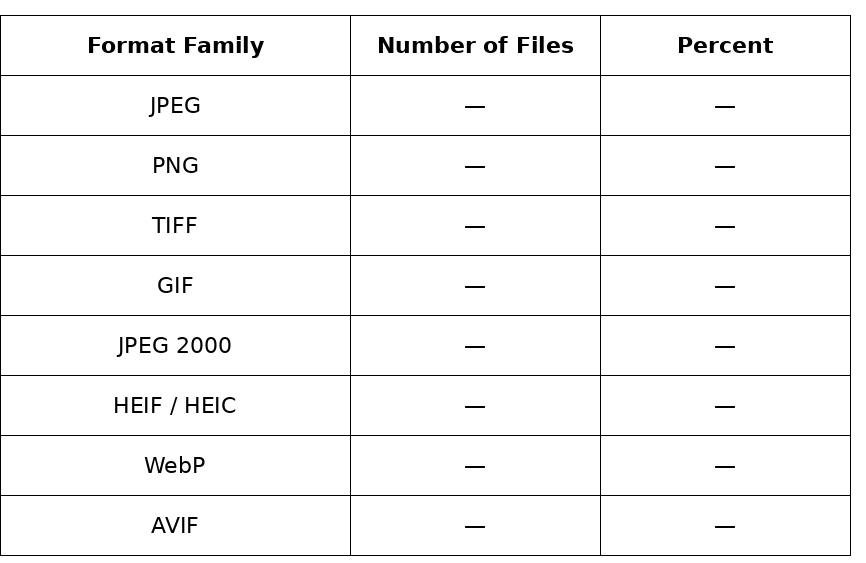 Format Family Number of Files Percent
JPEG — —
PNG — —
TIFF — —
GIF — —
JPEG 2000 — —
HEIF / HEIC — —
WebP — —
AVIF — —